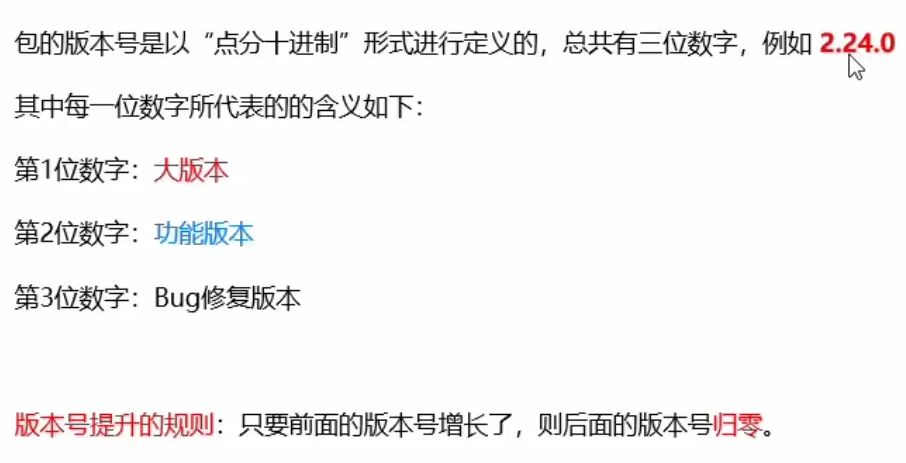 包的版本号是以“点分十进制”形式进行定义的，总共有三位数字，例如 2.24.0
其中每一位数字所代表的的含义如下：
第1位数字：大版本
第2位数字：功能版本
第3位数字：Bug修复版本
版本号提升的规则：只要前面的版本号增长了，则后面的版本号归零。